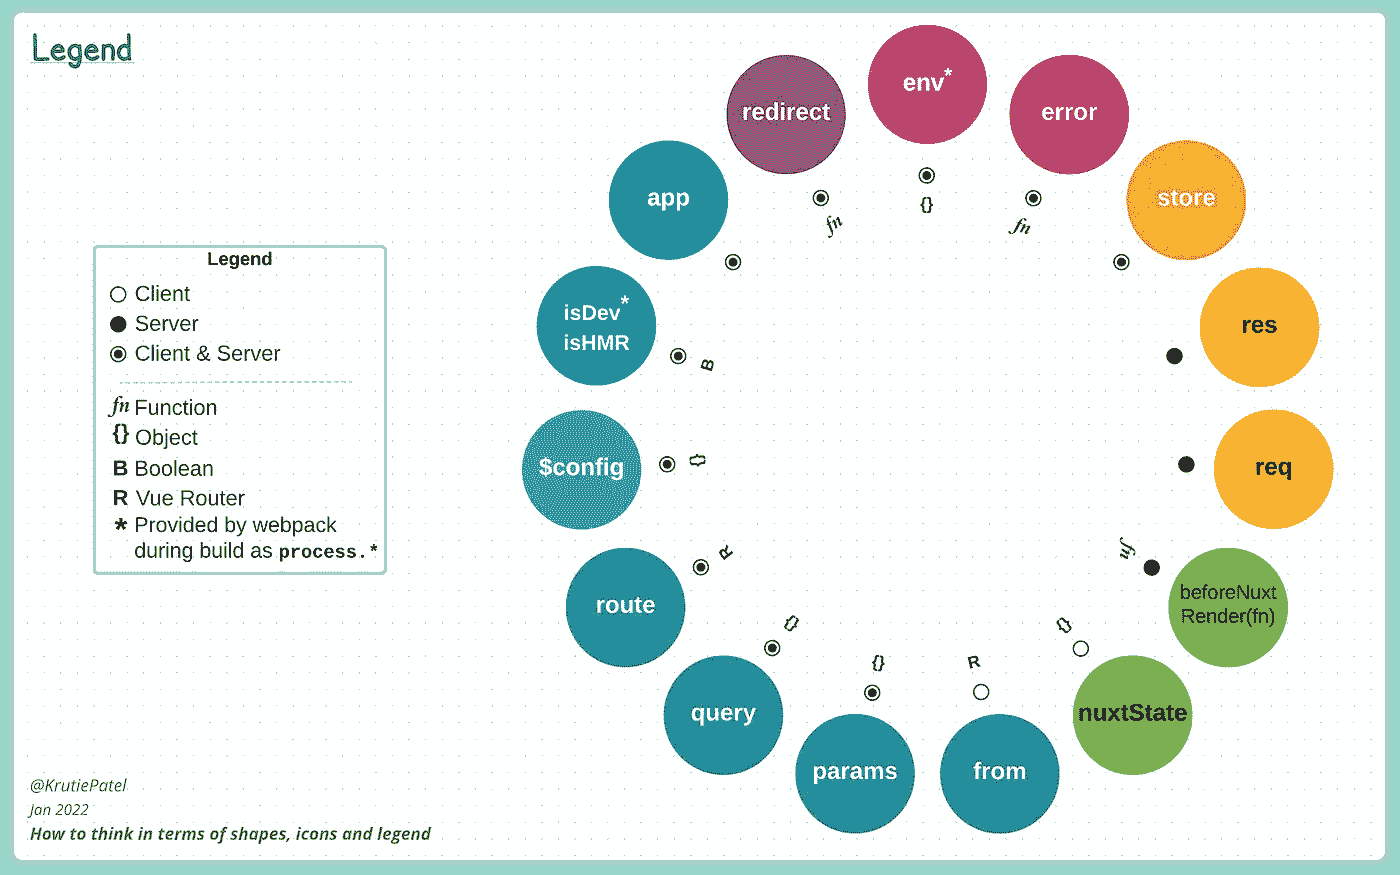 Legend
redirect
env*
error
app
store
fn
{}
fn
isDev*
isHMR
res
B
$config
{}
req
route
R
fn
beforeNuxt
Render(fn)
query
{}
params
{}
from
R
nuxtState
{}
Legend
Client
Server
Client & Server
fn Function
{} Object
B Boolean
R Vue Router
* Provided by webpack
during build as process.*
@KrutiePatel
Jan 2022
How to think in terms of shapes, icons and legend